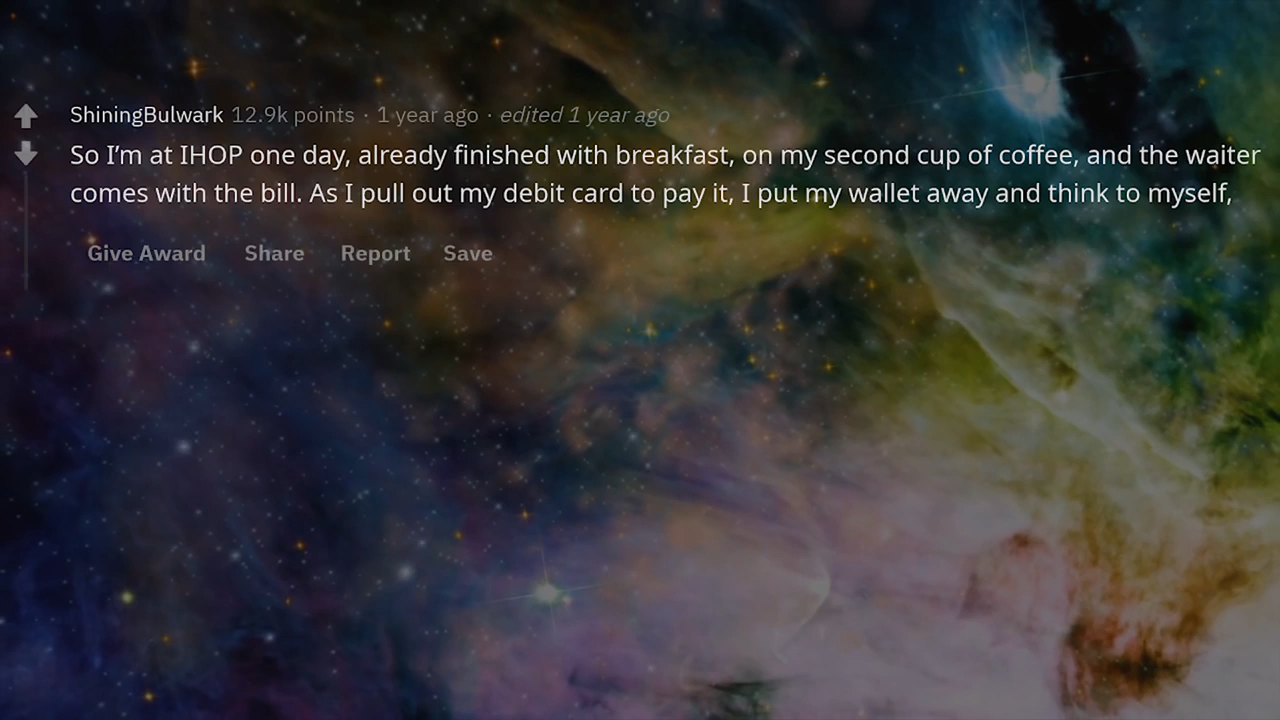 ShiningBulwark 12.9k points · 1 year ago · edited 1 year ago
So I’m at IHOP one day, already finished with breakfast, on my second cup of coffee, and the waiter
comes with the bill. As I pull out my debit card to pay it, I put my wallet away and think to myself,
Give Award Share Report Save